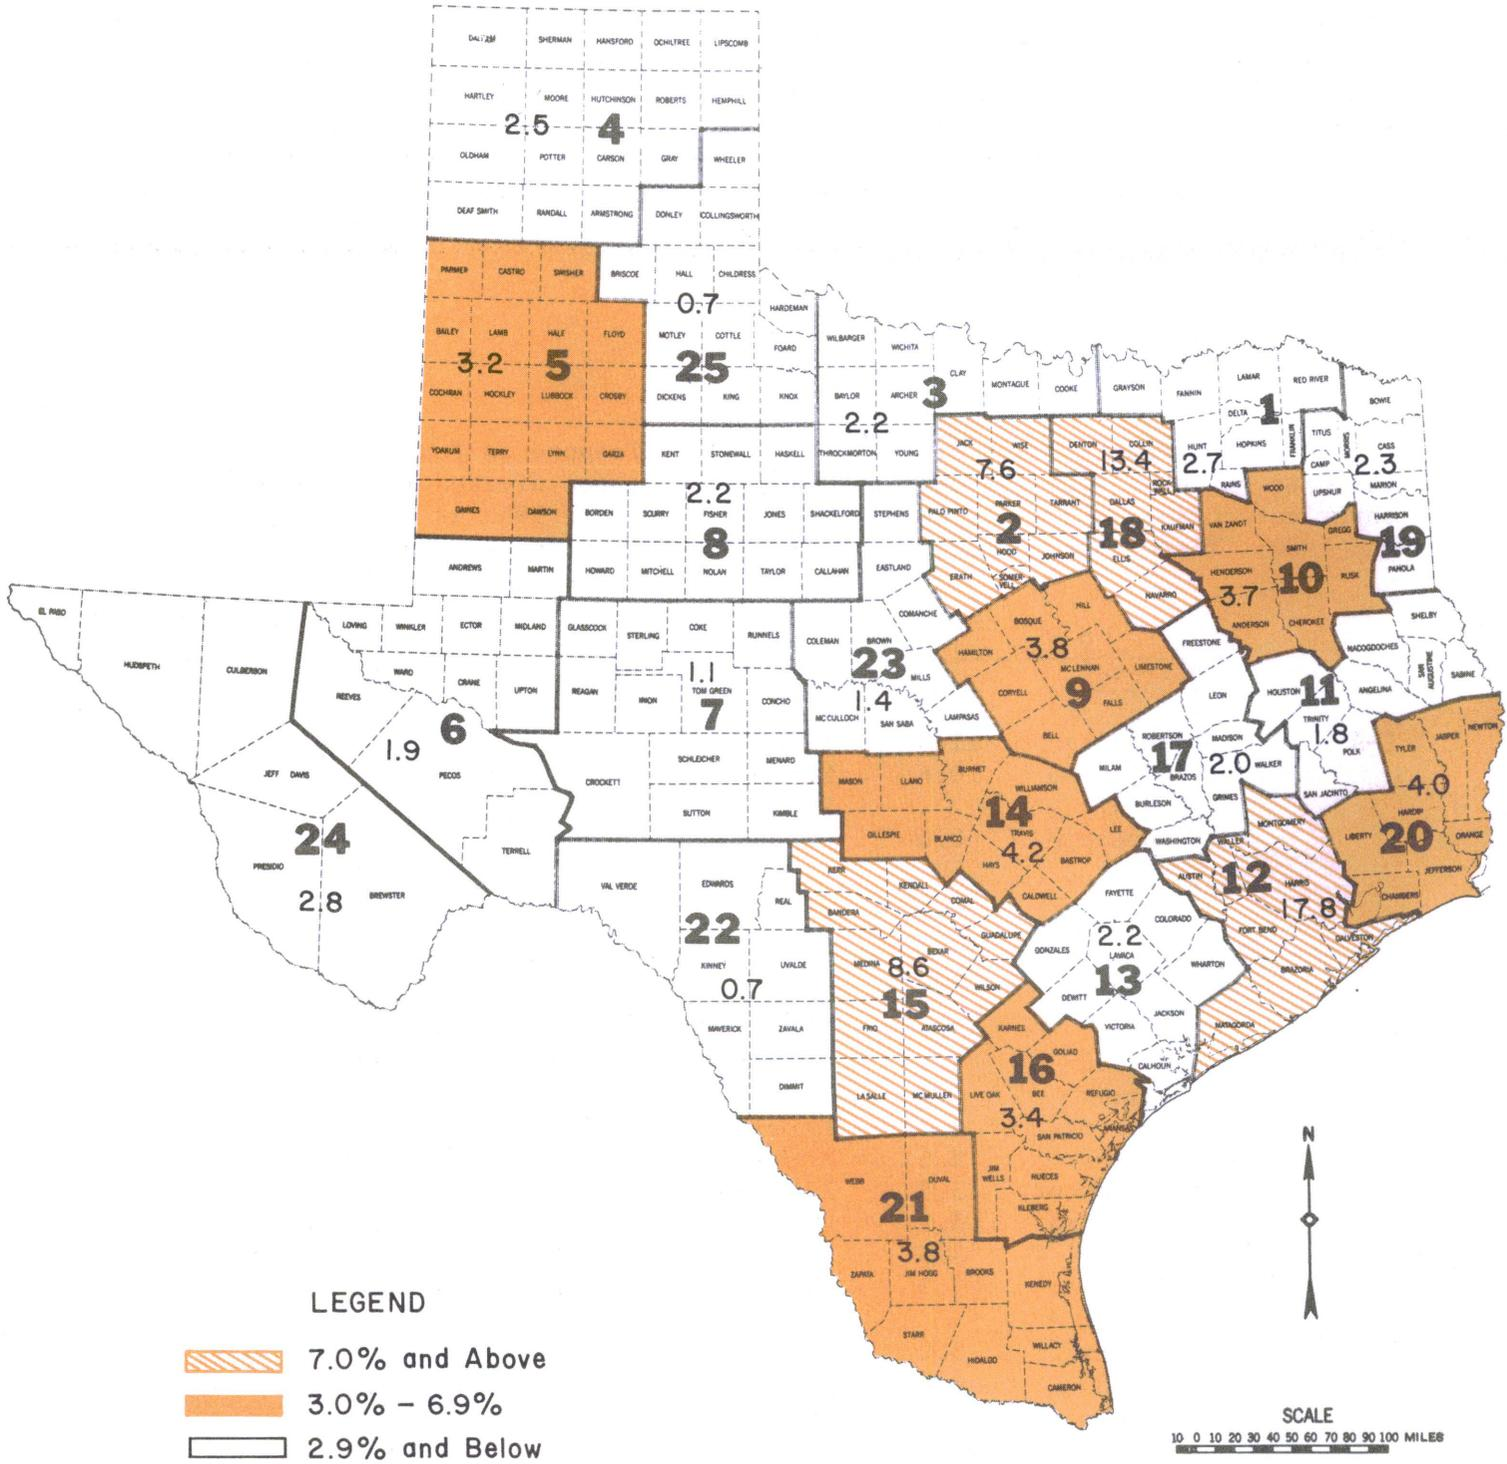 DALLAM SHERMAN HANSFORD OCHILTREE LIPSCOMB
HARTLEY MOORE HUTCHINSON ROBERTS HEMPHILL
2.5 4
OLDHAM POTTER CARSON GRAY WHEELER
DEAF SMITH RANDALL ARMSTRONG DONLEY COLLINGSWORTH
PARMER CASTRO SWISHER BRISCOE HALL CHILDRESS
0.7
HARDEMAN
BAILEY LAMB HALE FLOYD MOTLEY COTTLE FOARD WILBARGER WICHITA
3.2 5 25
CLAY MONTAGUE COOKE GRAYSON FANNIN LAMAR RED RIVER BOWIE
COCHRAN HOCKLEY LUBBOCK CROSBY DICKENS KING KNOX BAYLOR ARCHER 3
DELTA 1
2.2
YOAKUM TERRY LYNN GARZA KENT STONEWALL HASKELL THROCKMORTON YOUNG JACK WISE DENTON COLLIN HUNT HOPKINS FRANKLIN TITUS MORRIS CASS
7.6 13.4 2.7 CAMP 2.3
ROCK-
WALL RAINS WOOD UPSHUR MARION
2.2
GAINES DAWSON BORDEN SCURRY FISHER JONES SHACKELFORD STEPHENS PALO PINTO PARKER TARRANT DALLAS KAUFMAN VAN ZANDT GREGG HARRISON
8 2 18 19
ANDREWS MARTIN HOWARD MITCHELL NOLAN TAYLOR CALLAHAN EASTLAND ERATH HOOD JOHNSON ELLIS HENDERSON SMITH RUSK PANOLA
SOMER-
VELL NAVARRO 10
3.7
EL PASO HUDSPETH CULBERSON
LOVING WINKLER ECTOR MIDLAND GLASSCOCK STERLING COKE RUNNELS COLEMAN BROWN COMANCHE BOSQUE HILL FREESTONE ANDERSON CHEROKEE SHELBY
1.1 23 HAMILTON 3.8 MC LENNAN LIMESTONE NACOGDOCHES
SAN
AUGUSTINE SABINE
REEVES WARD CRANE UPTON REAGAN IRION TOM GREEN CONCHO MILLS CORYELL 9 FALLS LEON HOUSTON 11 ANGELINA
6 7 1.4
MC CULLOCH SAN SABA LAMPASAS BELL ROBERTSON MADISON TRINITY TYLER JASPER NEWTON
1.9 PECOS 17 2.0 WALKER 1.8 POLK
JEFF DAVIS CROCKETT SCHLEICHER MENARD MASON LLANO BURNET WILLIAMSON MILAM BRAZOS SAN JACINTO 4.0
24 SUTTON KIMBLE 14 BURLESON GRIMES HARDIN
PRESIDIO TERRELL GILLESPIE BLANCO TRAVIS LEE WASHINGTON MONTGOMERY LIBERTY 20 ORANGE
2.8 BREWSTER HAYS 4.2 BASTROP WALLER JEFFERSON
VAL VERDE EDWARDS REAL KERR KENDALL COMAL CALDWELL FAYETTE AUSTIN 12 HARRIS CHAMBERS
BANDERA COLORADO 17.8
22 GUADALUPE GONZALES 2.2 FORT BEND GALVESTON
KINNEY UVALDE MEDINA BEXAR LAVACA WHARTON BRAZORIA
0.7 8.6 WILSON 13
15 DEWITT
MAVERICK ZAVALA FRIO ATASCOSA KARNES VICTORIA JACKSON MATAGORDA
GOLIAD
16 CALHOUN
DIMMIT LA SALLE MC MULLEN LIVE OAK BEE REFUGIO
3.4 ARANSAS
SAN PATRICIO
WEBB DUVAL JIM
WELLS NUECES
21 KLEBERG
3.8
ZAPATA JIM HOGG BROOKS KENEDY
STARR HIDALGO WILLACY
CAMERON
N
LEGEND
7.0% and Above
3.0% – 6.9%
2.9% and Below
SCALE
10 0 10 20 30 40 50 60 70 80 90 100 MILES